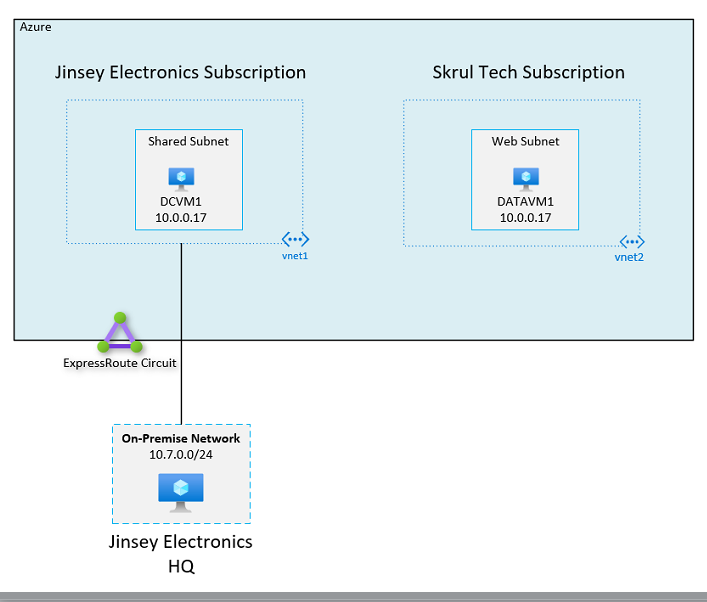 Azure
Jinsey Electronics Subscription
Skrul Tech Subscription
Shared Subnet
DCVM1
10.0.0.17
vnet1
Web Subnet
DATAVM1
10.0.0.17
vnet2
ExpressRoute Circuit
On-Premise Network
10.7.0.0/24
Jinsey Electronics
HQ